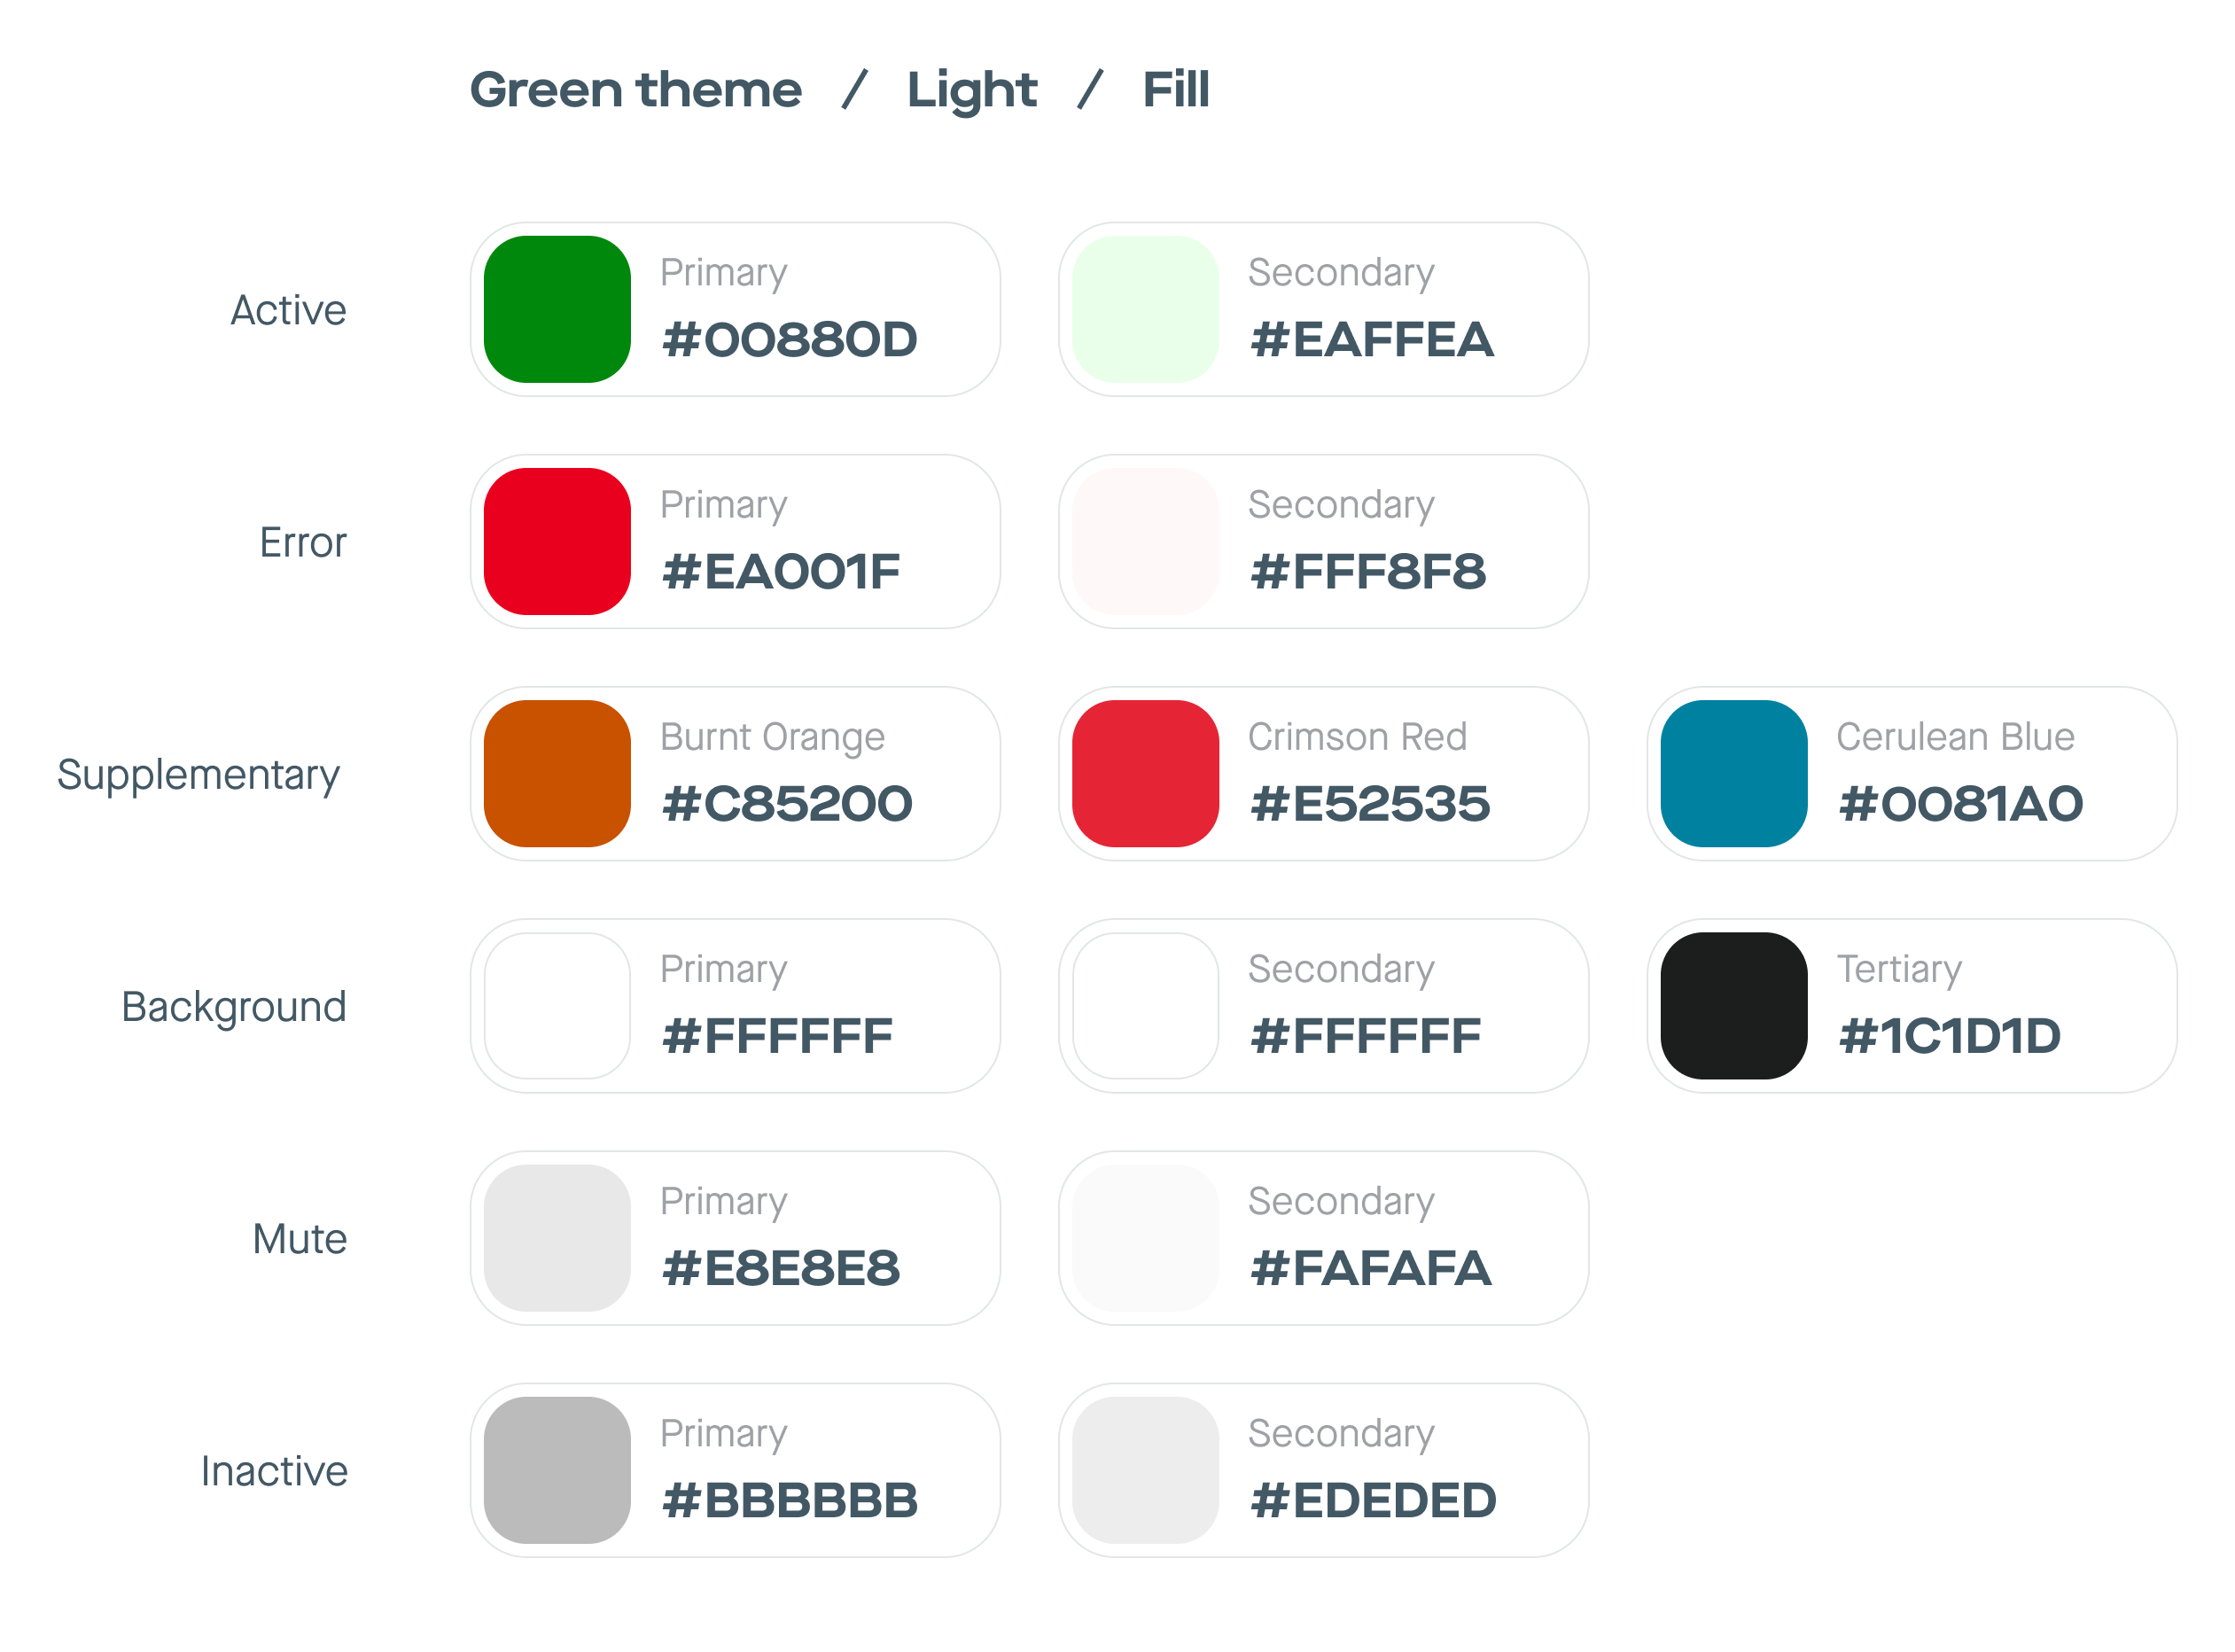 Green theme / Light / Fill
Active
Primary
#00880D
Secondary
#EAFFEA
Error
Primary
#EA001F
Secondary
#FFF8F8
Supplementary
Burnt Orange
#C85200
Crimson Red
#E52535
Cerulean Blue
#0081A0
Background
Primary
#FFFFFF
Secondary
#FFFFFF
Tertiary
#1C1D1D
Mute
Primary
#E8E8E8
Secondary
#FAFAFA
Inactive
Primary
#BBBBBB
Secondary
#EDEDED